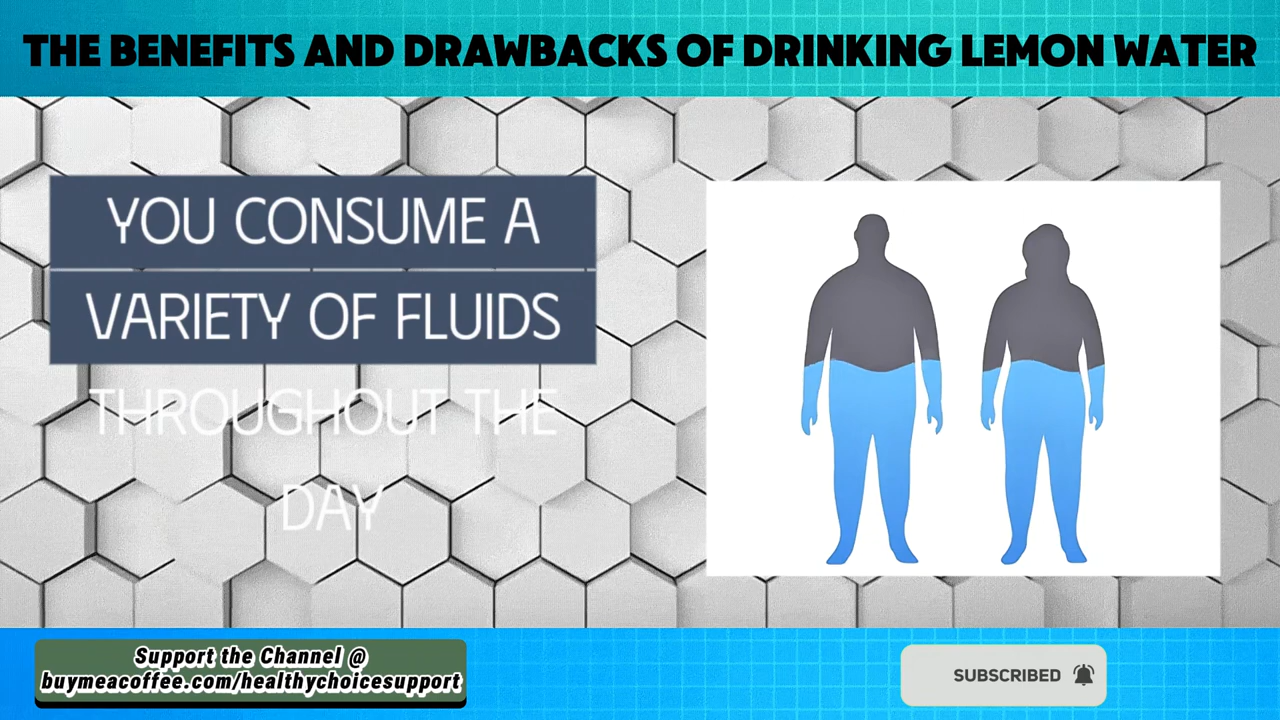 THE BENEFITS AND DRAWBACKS OF DRINKING LEMON WATER
YOU CONSUME A
VARIETY OF FLUIDS
THROUGHOUT THE
DAY
Support the Channel @
buymeacoffee.com/healthychoicesupport
SUBSCRIBED